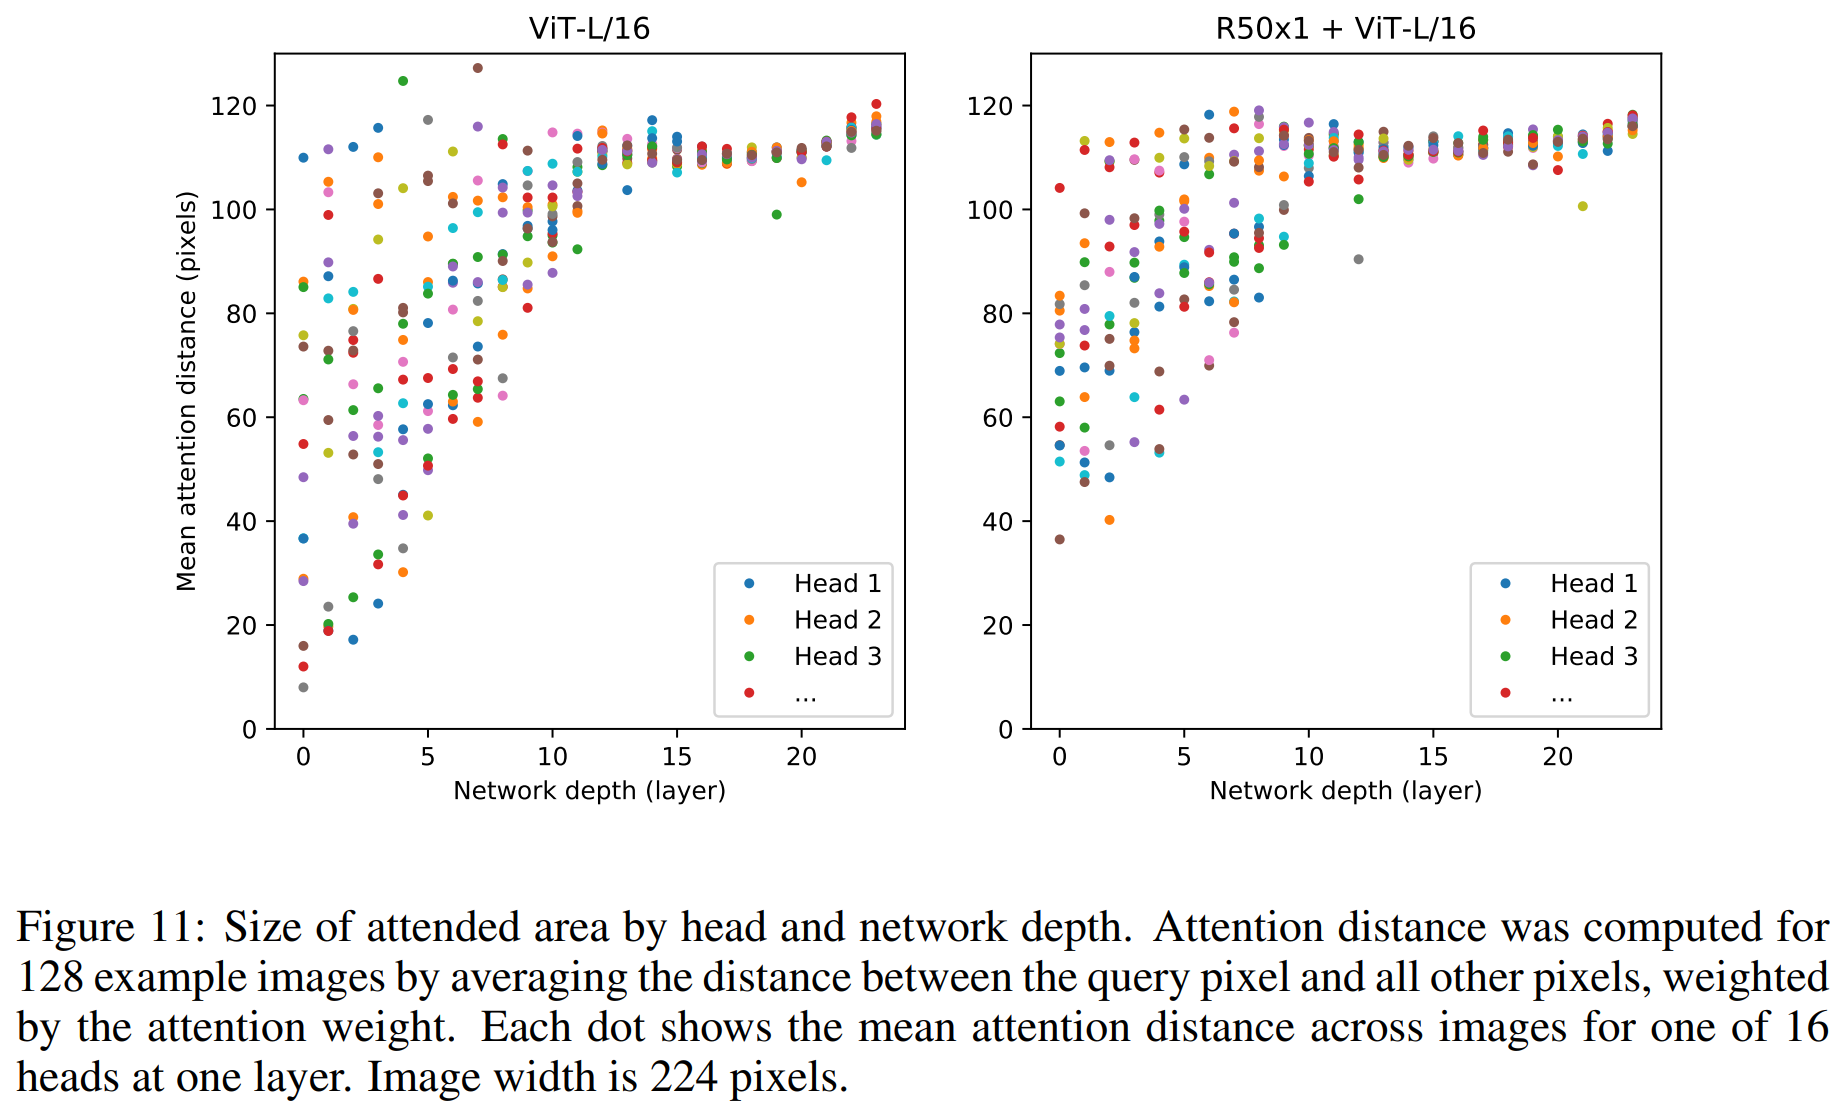 ViT-L/16
R50x1 + ViT-L/16
Mean attention distance (pixels)
120
100
80
60
40
20
0
0 5 10 15 20
Network depth (layer)
Head 1
Head 2
Head 3
...
120
100
80
60
40
20
0
0 5 10 15 20
Network depth (layer)
Head 1
Head 2
Head 3
...
Figure 11: Size of attended area by head and network depth. Attention distance was computed for
128 example images by averaging the distance between the query pixel and all other pixels, weighted
by the attention weight. Each dot shows the mean attention distance across images for one of 16
heads at one layer. Image width is 224 pixels.